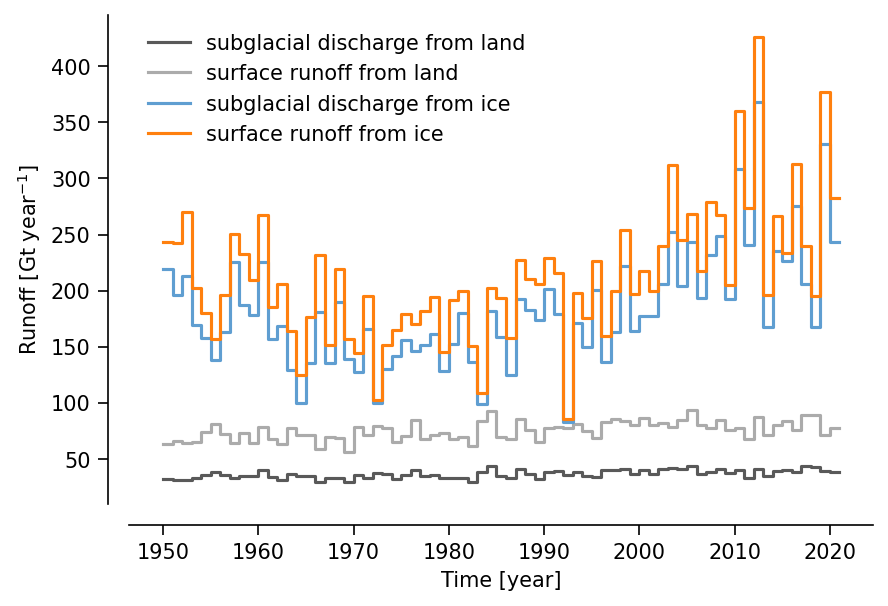 subglacial discharge from land
surface runoff from land
subglacial discharge from ice
surface runoff from ice
400
350
300
250
200
150
100
50
Runoff [Gt year⁻¹]
1950 1960 1970 1980 1990 2000 2010 2020
Time [year]